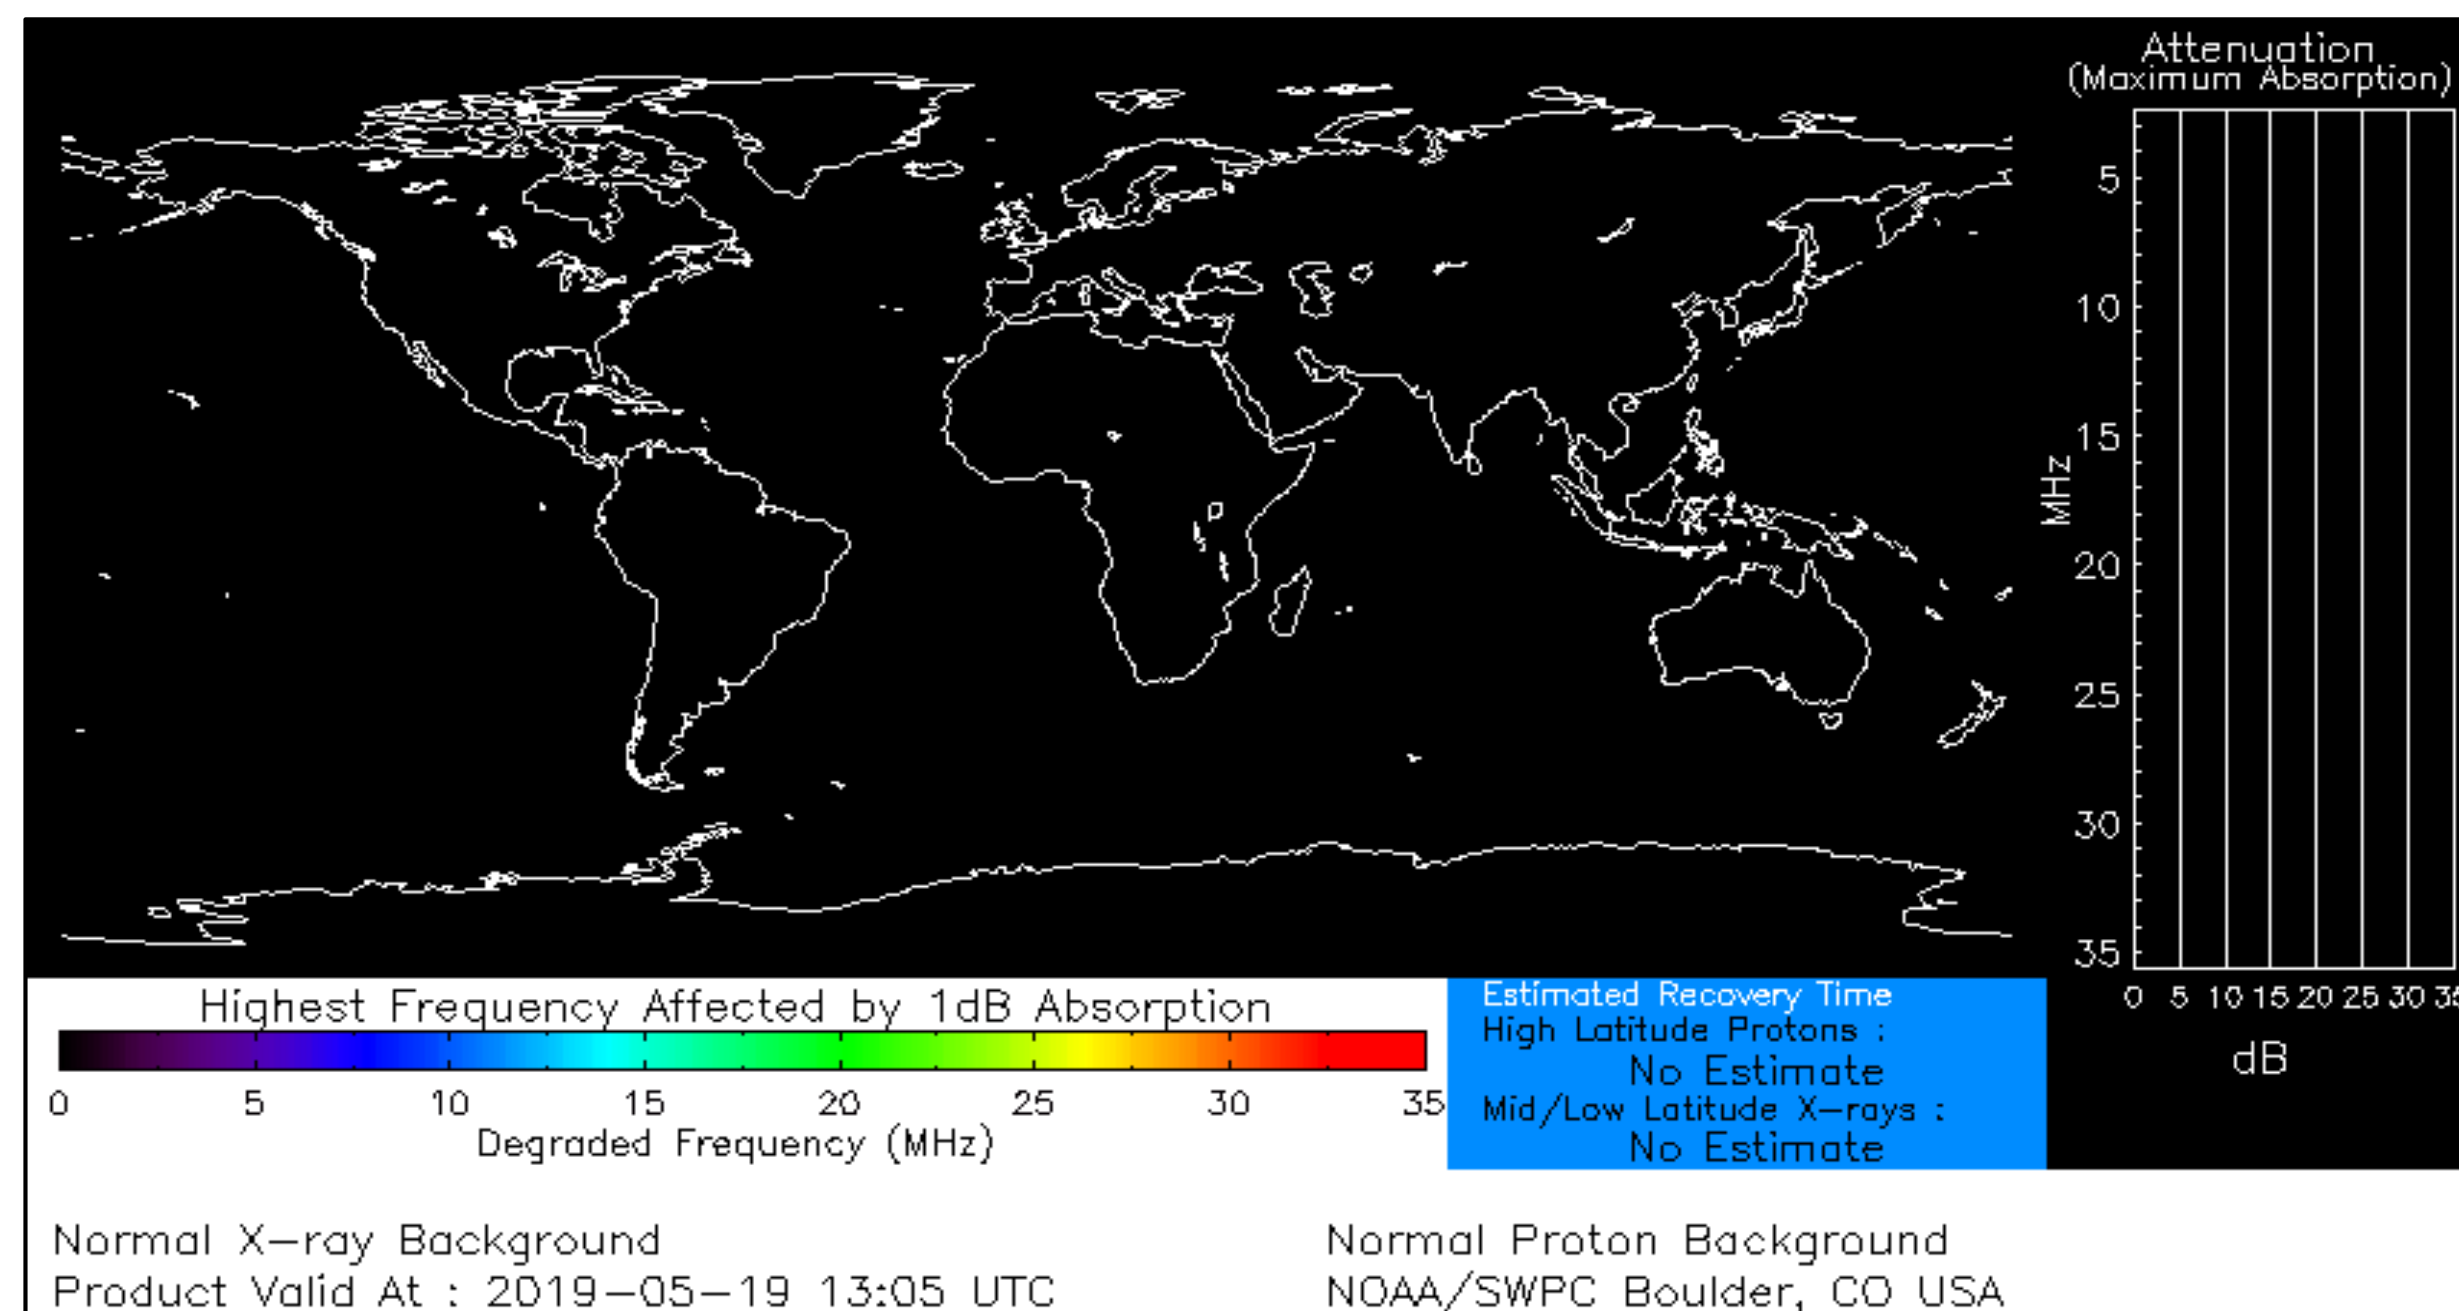 Attenuation
(Maximum Absorption)
5
10
15
20
25
30
35
MHz
0 5 10 15 20 25 30
dB
Highest Frequency Affected by 1dB Absorption
0 5 10 15 20 25 30 35
Degraded Frequency (MHz)
Estimated Recovery Time
High Latitude Protons :
No Estimate
Mid/Low Latitude X-rays :
No Estimate
Normal X-ray Background
Normal Proton Background
Product Valid At : 2019-05-19 13:05 UTC
NOAA/SWPC Boulder, CO USA